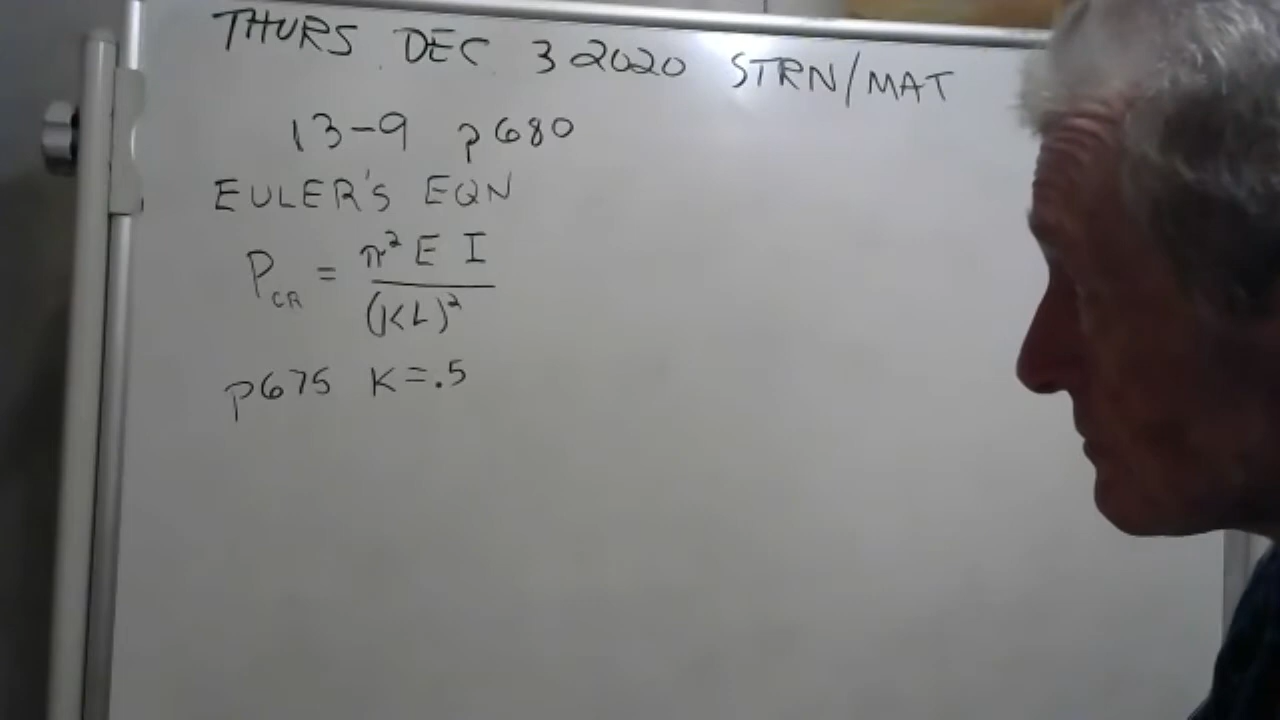 THURS DEC 3 2020 STRN/MAT
13-9 p680
EULER'S EQN
P_CR = π² E I / (KL)²
p675 K=.5